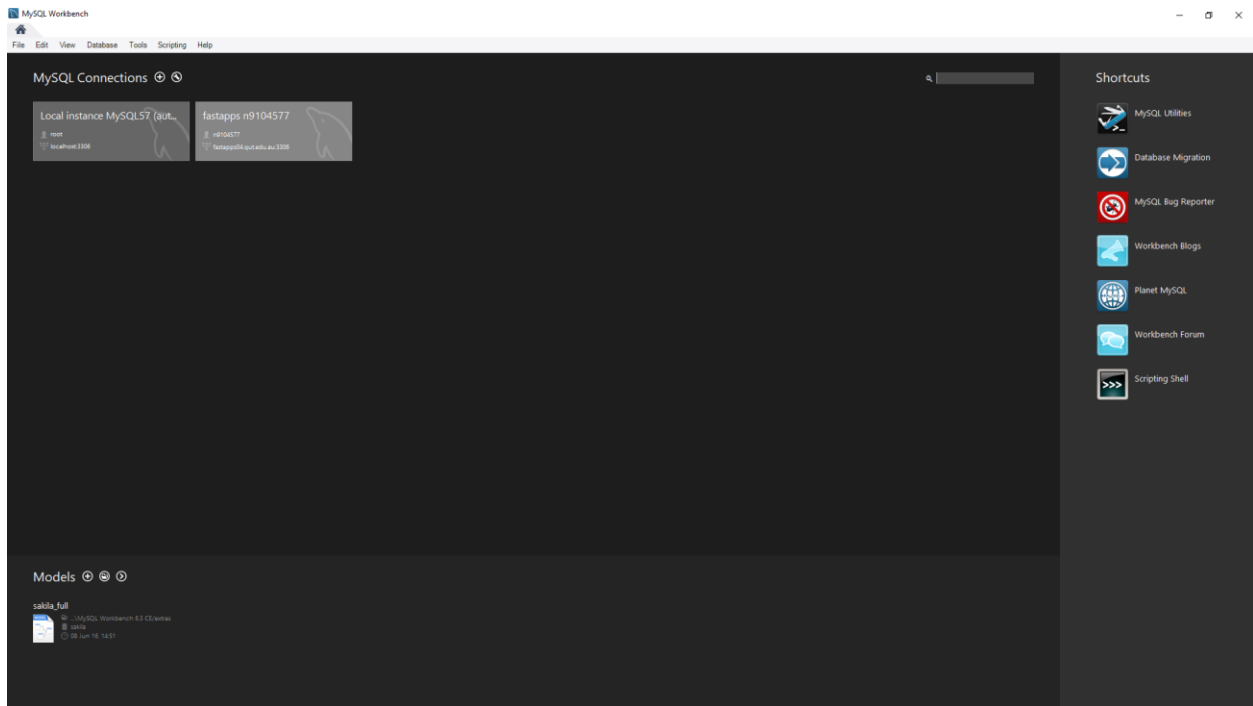 MySQL Workbench
File Edit View Database Tools Scripting Help
MySQL Connections
Local instance MySQL57 (aut...
root
localhost:3306
fastapps n9104577
n9104577
fastapps04.qut.edu.au:3306
Shortcuts
MySQL Utilities
Database Migration
MySQL Bug Reporter
Workbench Blogs
Planet MySQL
Workbench Forum
Scripting Shell
Models
sakila_full
...\MySQL Workbench 6.3 CE/extras
sakila
08 Jun 16, 14:51